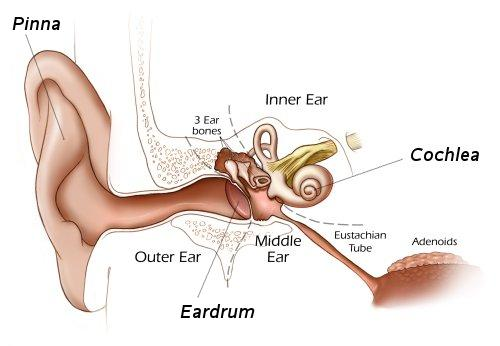 Pinna
Inner Ear
3 Ear
bones
Cochlea
Eustachian
Tube
Adenoids
Outer Ear
Middle
Ear
Eardrum